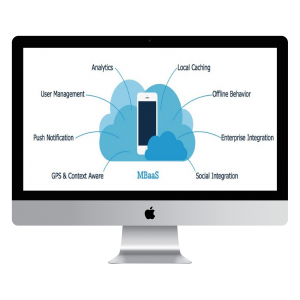 Analytics
Local Caching
User Management
Offline Behavior
Push Notification
Enterprise Integration
GPS & Context Aware
MBaaS
Social Integration